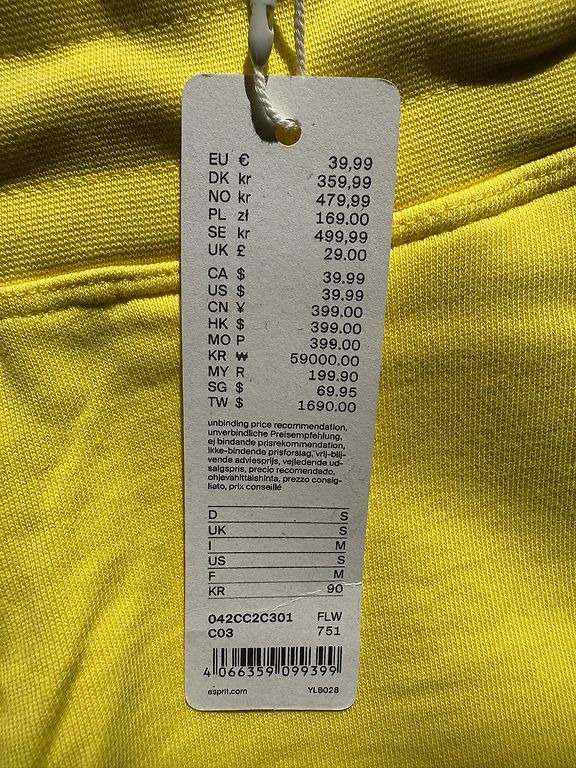 EU € 39,99
DK kr 359,99
NO kr 479,99
PL zł 169.00
SE kr 499,99
UK £ 29.00
CA $ 39.99
US $ 39.99
CN ¥ 399.00
HK $ 399.00
MO P 399.00
KR ₩ 59000.00
MY R 199.90
SG $ 69.95
TW $ 1690.00
unbinding price recommendation,
unverbindliche Preisempfehlung,
ej bindande prisrekommendation,
ikke-bindende prisforslag, vrij-blij-
vende adviesprijs, vejledende ud-
salgspris, precio recomendado,
ohjevähittäishinta, prezzo consig-
liato, prix conseillé
D S
UK S
I M
US S
F M
KR 90
042CC2C301 FLW
C03 751
4 066359 099399
esprit.com YLB028